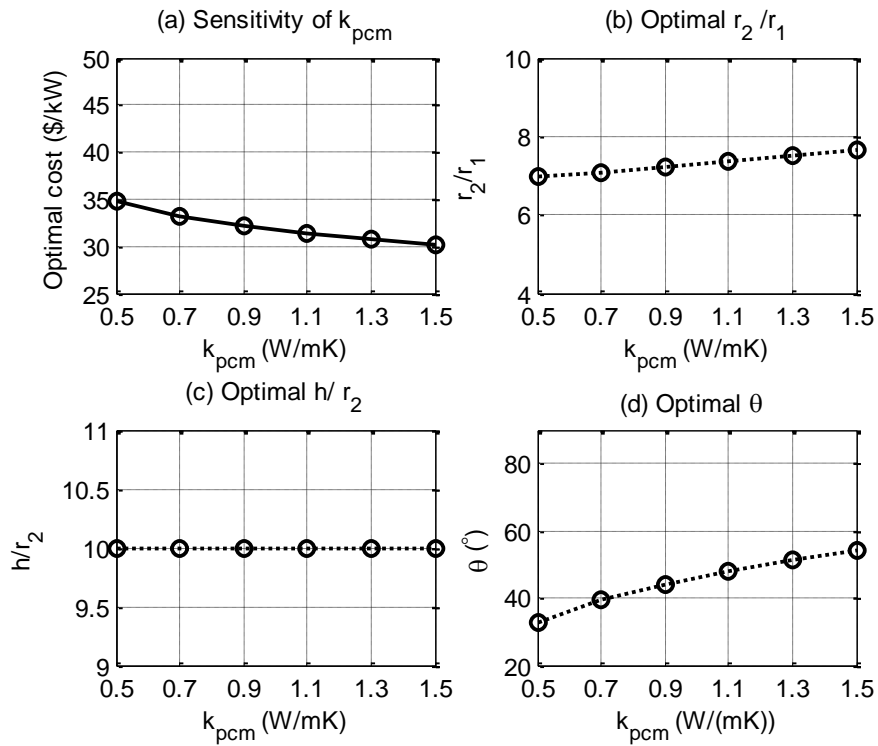 (a) Sensitivity of k_pcm
Optimal cost ($/kW)
50
45
40
35
30
25
0.5 0.7 0.9 1.1 1.3 1.5
k_pcm (W/mK)
(b) Optimal r_2 /r_1
r_2/r_1
10
8
6
4
0.5 0.7 0.9 1.1 1.3 1.5
k_pcm (W/mK)
(c) Optimal h/ r_2
h/r_2
11
10.5
10
9.5
9
0.5 0.7 0.9 1.1 1.3 1.5
k_pcm (W/mK)
(d) Optimal θ
θ (°)
80
60
40
20
0.5 0.7 0.9 1.1 1.3 1.5
k_pcm (W/(mK))